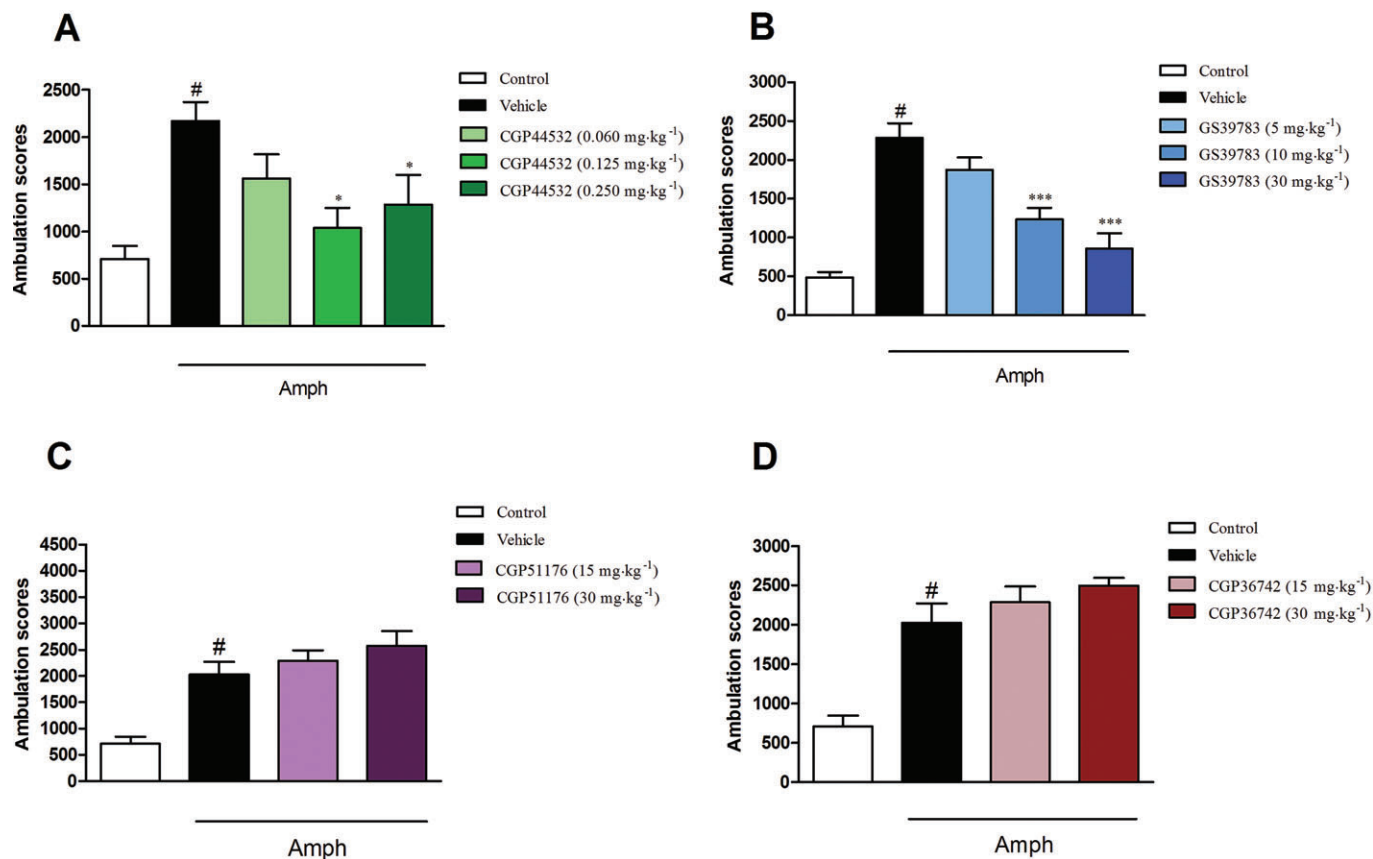 A
Ambulation scores
2500
2000
1500
1000
500
0
#
*
*
Amph
Control
Vehicle
CGP44532 (0.060 mg·kg⁻¹)
CGP44532 (0.125 mg·kg⁻¹)
CGP44532 (0.250 mg·kg⁻¹)
B
Ambulation scores
3000
2500
2000
1500
1000
500
0
#
***
***
Amph
Control
Vehicle
GS39783 (5 mg·kg⁻¹)
GS39783 (10 mg·kg⁻¹)
GS39783 (30 mg·kg⁻¹)
C
Ambulation scores
4500
4000
3500
3000
2500
2000
1500
1000
500
0
#
Amph
Control
Vehicle
CGP51176 (15 mg·kg⁻¹)
CGP51176 (30 mg·kg⁻¹)
D
Ambulation scores
3000
2500
2000
1500
1000
500
0
#
Amph
Control
Vehicle
CGP36742 (15 mg·kg⁻¹)
CGP36742 (30 mg·kg⁻¹)